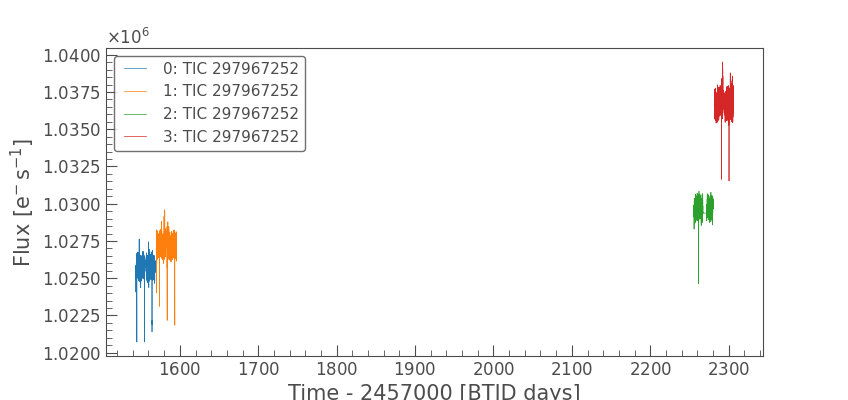 ×10⁶
1.0400
1.0375
1.0350
1.0325
1.0300
1.0275
1.0250
1.0225
1.0200
Flux [e⁻ s⁻¹]
0: TIC 297967252
1: TIC 297967252
2: TIC 297967252
3: TIC 297967252
1600 1700 1800 1900 2000 2100 2200 2300
Time - 2457000 [BTJD days]